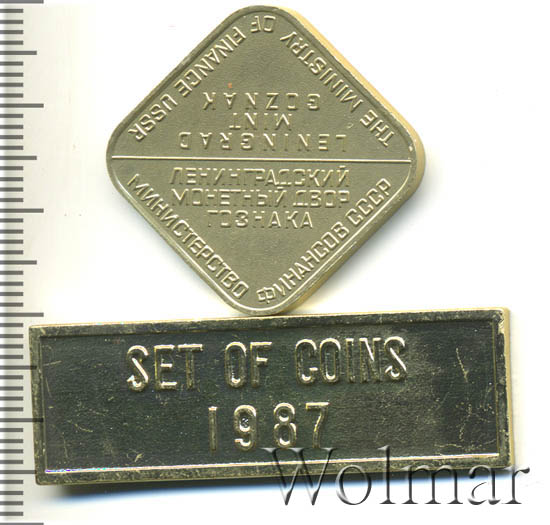 THE MINISTRY OF FINANCE USSR
LENINGRAD
MINT
GOZNAK
ЛЕНИНГРАДСКИЙ
МОНЕТНЫЙ ДВОР
ГОЗНАКА
МИНИСТЕРСТВО ФИНАНСОВ СССР
SET OF COINS
1987
Wolmar